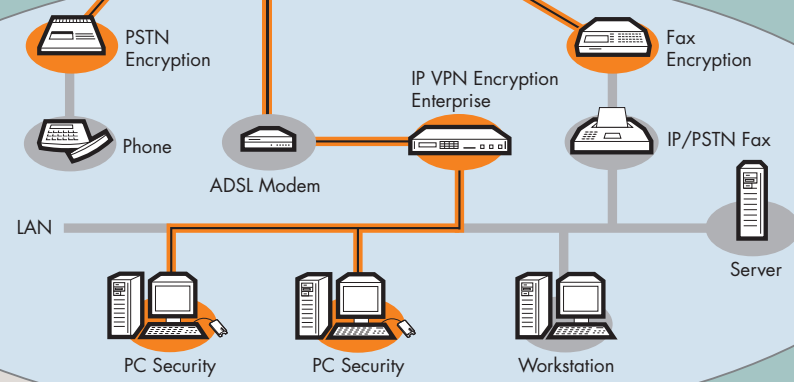 PSTN
Encryption
Fax
Encryption
IP VPN Encryption
Enterprise
Phone
IP/PSTN Fax
ADSL Modem
LAN
Server
PC Security
PC Security
Workstation